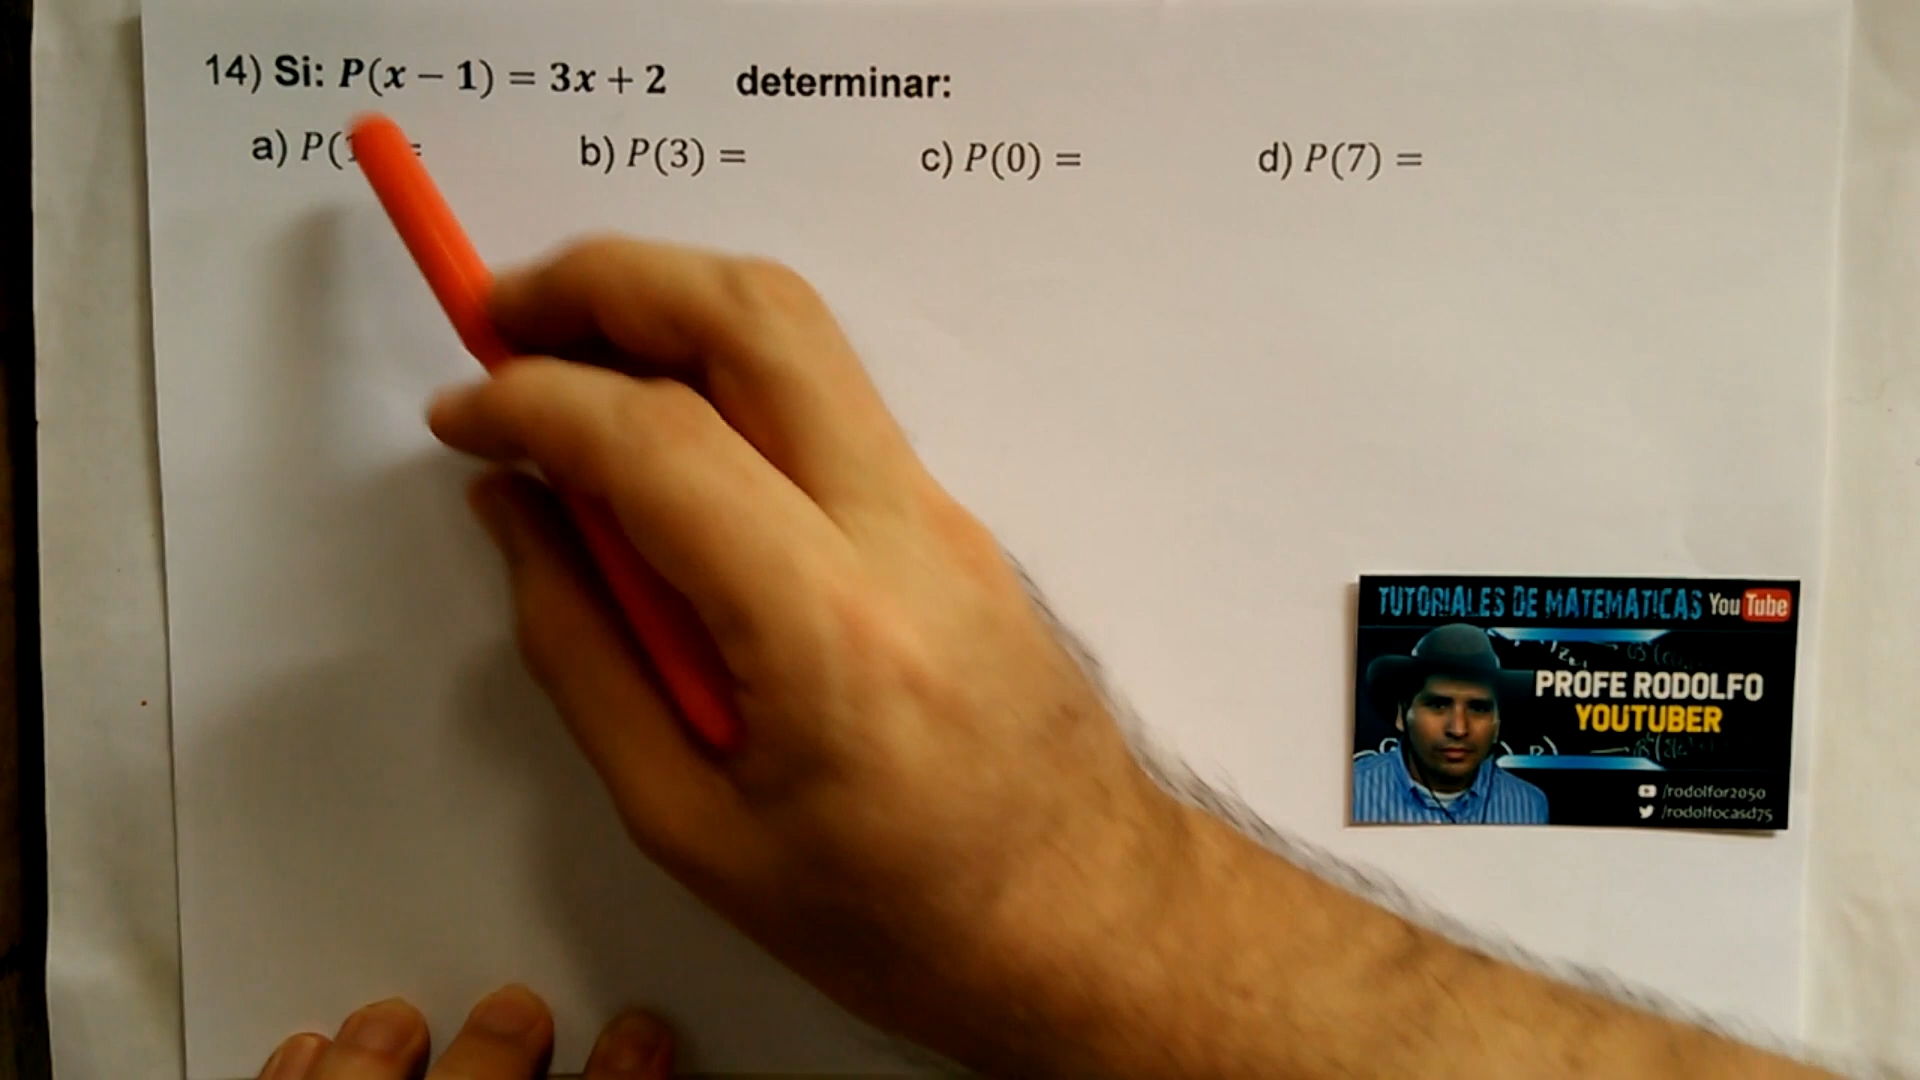 14) Si: P(x − 1) = 3x + 2 determinar:
a) P( = b) P(3) = c) P(0) = d) P(7) =
TUTORIALES DE MATEMATICAS YouTube
PROFE RODOLFO
YOUTUBER
/rodolfor2050
/rodolfocasd75